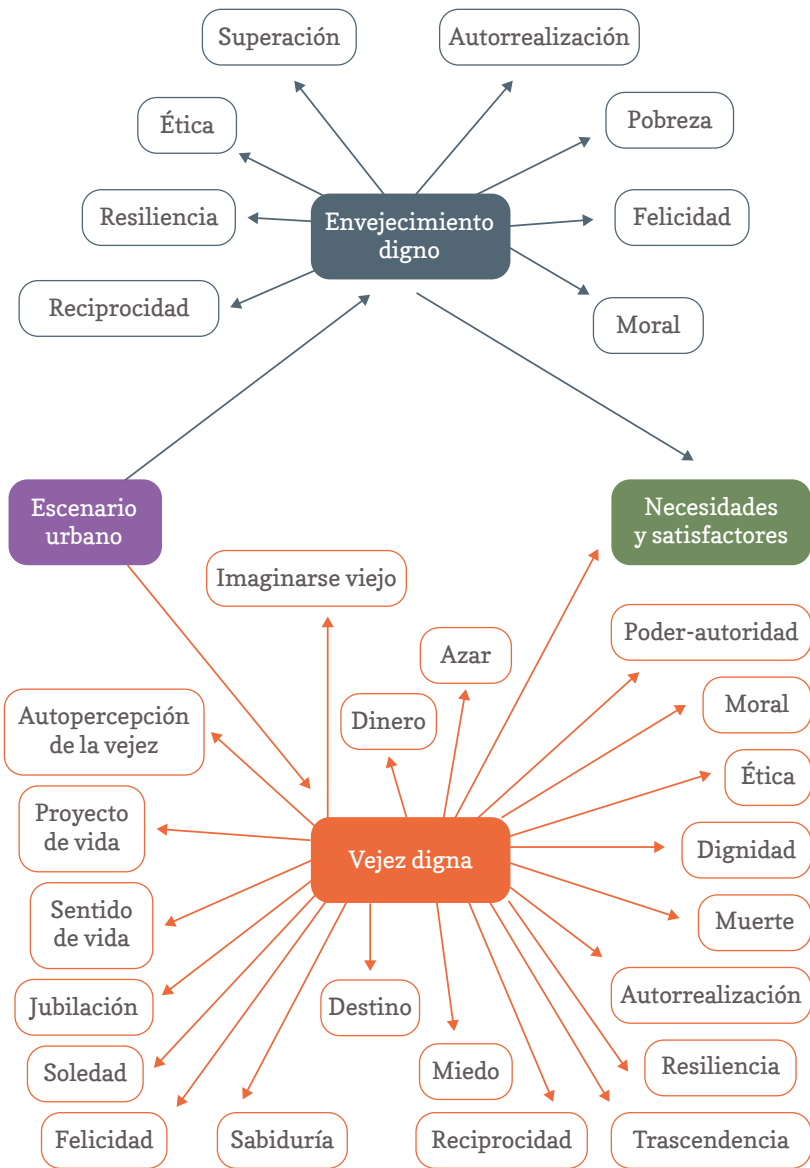 Superación
Autorrealización
Ética
Pobreza
Resiliencia
Envejecimiento
digno
Felicidad
Reciprocidad
Moral
Escenario
urbano
Necesidades
y satisfactores
Imaginarse viejo
Poder-autoridad
Azar
Autopercepción
de la vejez
Dinero
Moral
Ética
Proyecto
de vida
Vejez digna
Dignidad
Sentido
de vida
Muerte
Jubilación
Destino
Autorrealización
Soledad
Miedo
Resiliencia
Felicidad
Sabiduría
Reciprocidad
Trascendencia